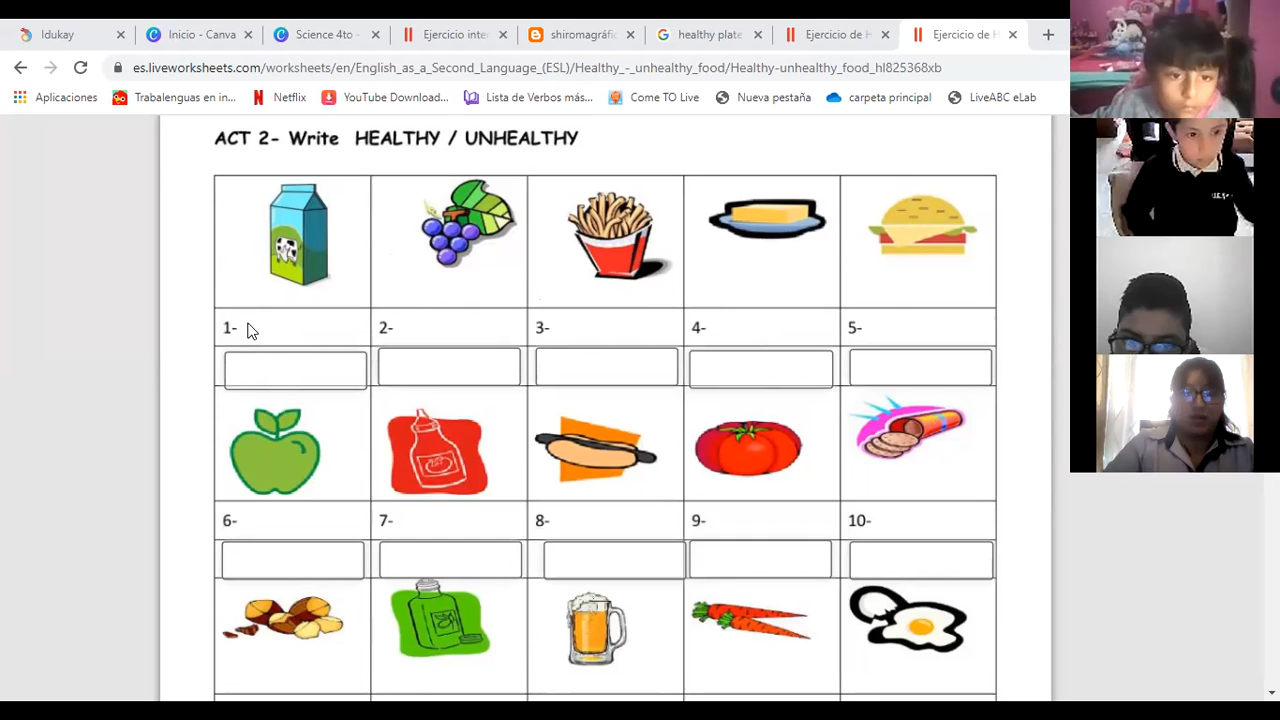 Idukay
Inicio - Canva
Science 4to -
Ejercicio inter
shiromagráfic
healthy plate
Ejercicio de H
Ejercicio de H
es.liveworksheets.com/worksheets/en/English_as_a_Second_Language_(ESL)/Healthy_-_unhealthy_food/Healthy-unhealthy_food_hl825368xb
Aplicaciones
Trabalenguas en in...
Netflix
YouTube Download...
Lista de Verbos más...
Come TO Live
Nueva pestaña
carpeta principal
LiveABC eLab
ACT 2- Write HEALTHY / UNHEALTHY
1- 2- 3- 4- 5-
6- 7- 8- 9- 10-